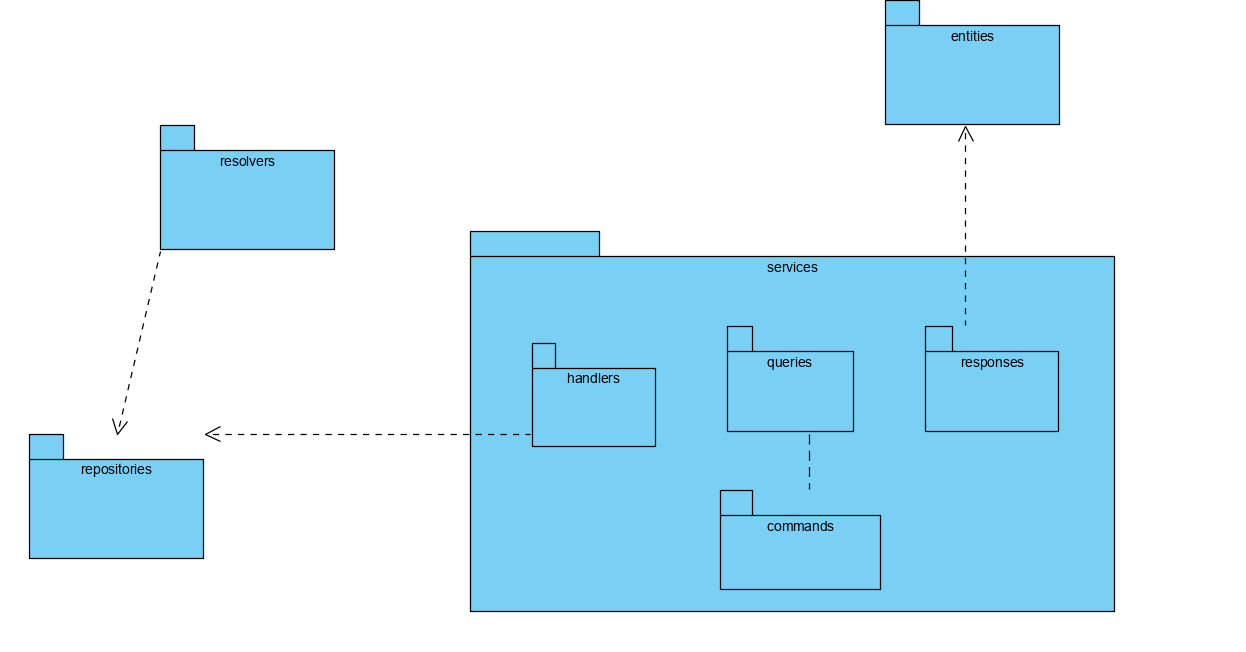 entities
resolvers
services
queries
responses
handlers
repositories
commands